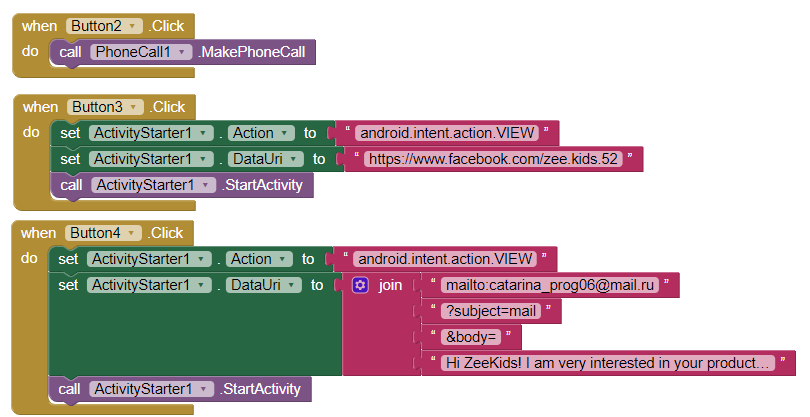 when Button2 .Click
do call PhoneCall1 .MakePhoneCall
when Button3 .Click
do set ActivityStarter1 . Action to “ android.intent.action.VIEW ”
set ActivityStarter1 . DataUri to “ https://www.facebook.com/zee.kids.52 ”
call ActivityStarter1 .StartActivity
when Button4 .Click
do set ActivityStarter1 . Action to “ android.intent.action.VIEW ”
set ActivityStarter1 . DataUri to join “ mailto:catarina_prog06@mail.ru ”
“ ?subject=mail ”
“ &body= ”
“ Hi ZeeKids! I am very interested in your product... ”
call ActivityStarter1 .StartActivity